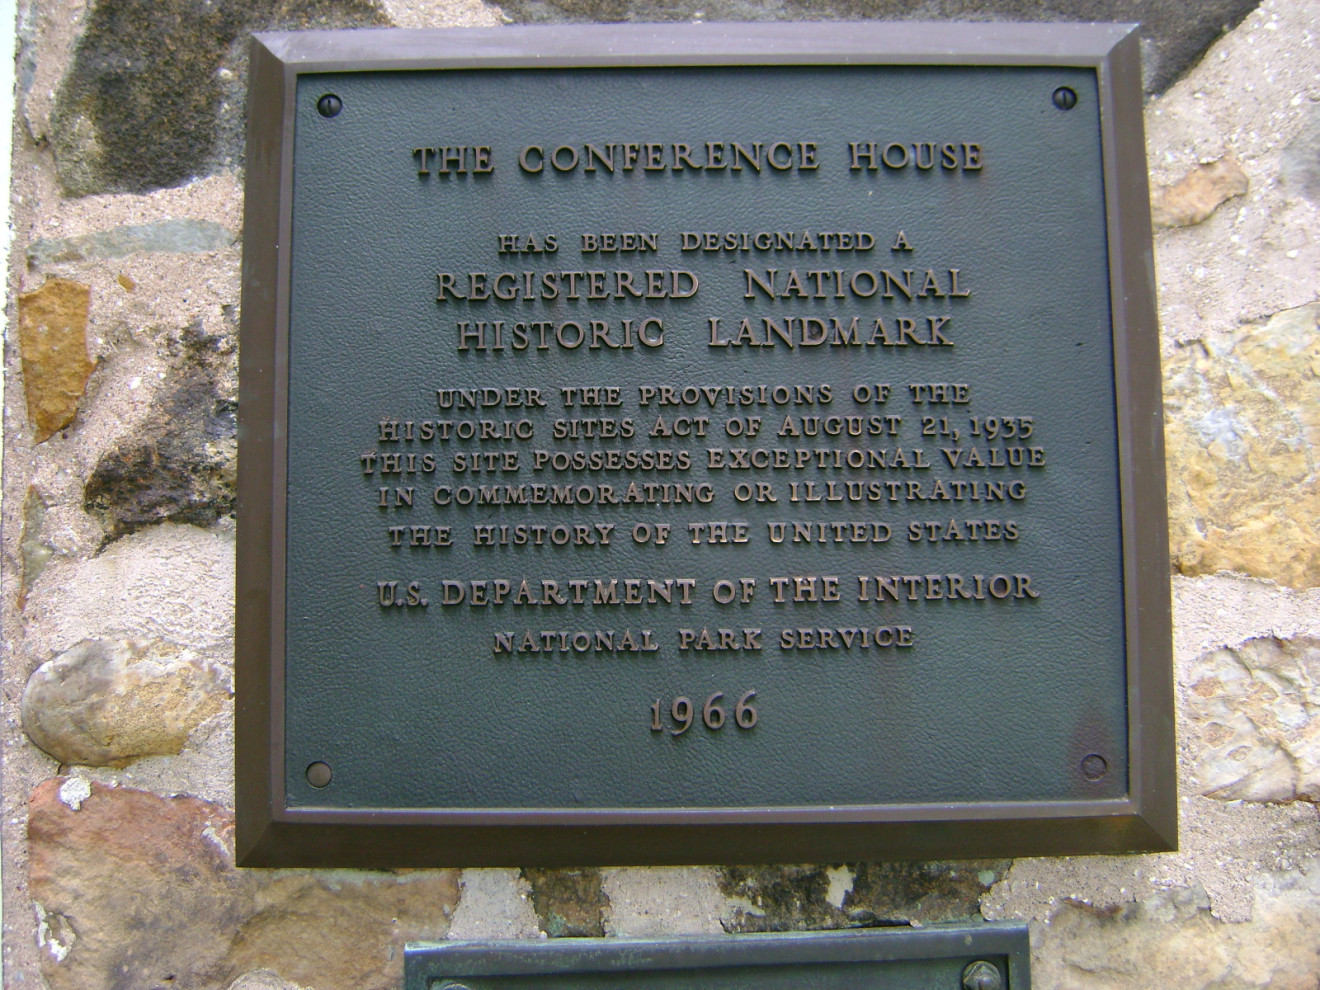 THE CONFERENCE HOUSE
HAS BEEN DESIGNATED A
REGISTERED NATIONAL
HISTORIC LANDMARK
UNDER THE PROVISIONS OF THE
HISTORIC SITES ACT OF AUGUST 21, 1935
THIS SITE POSSESSES EXCEPTIONAL VALUE
IN COMMEMORATING OR ILLUSTRATING
THE HISTORY OF THE UNITED STATES
U.S. DEPARTMENT OF THE INTERIOR
NATIONAL PARK SERVICE
1966